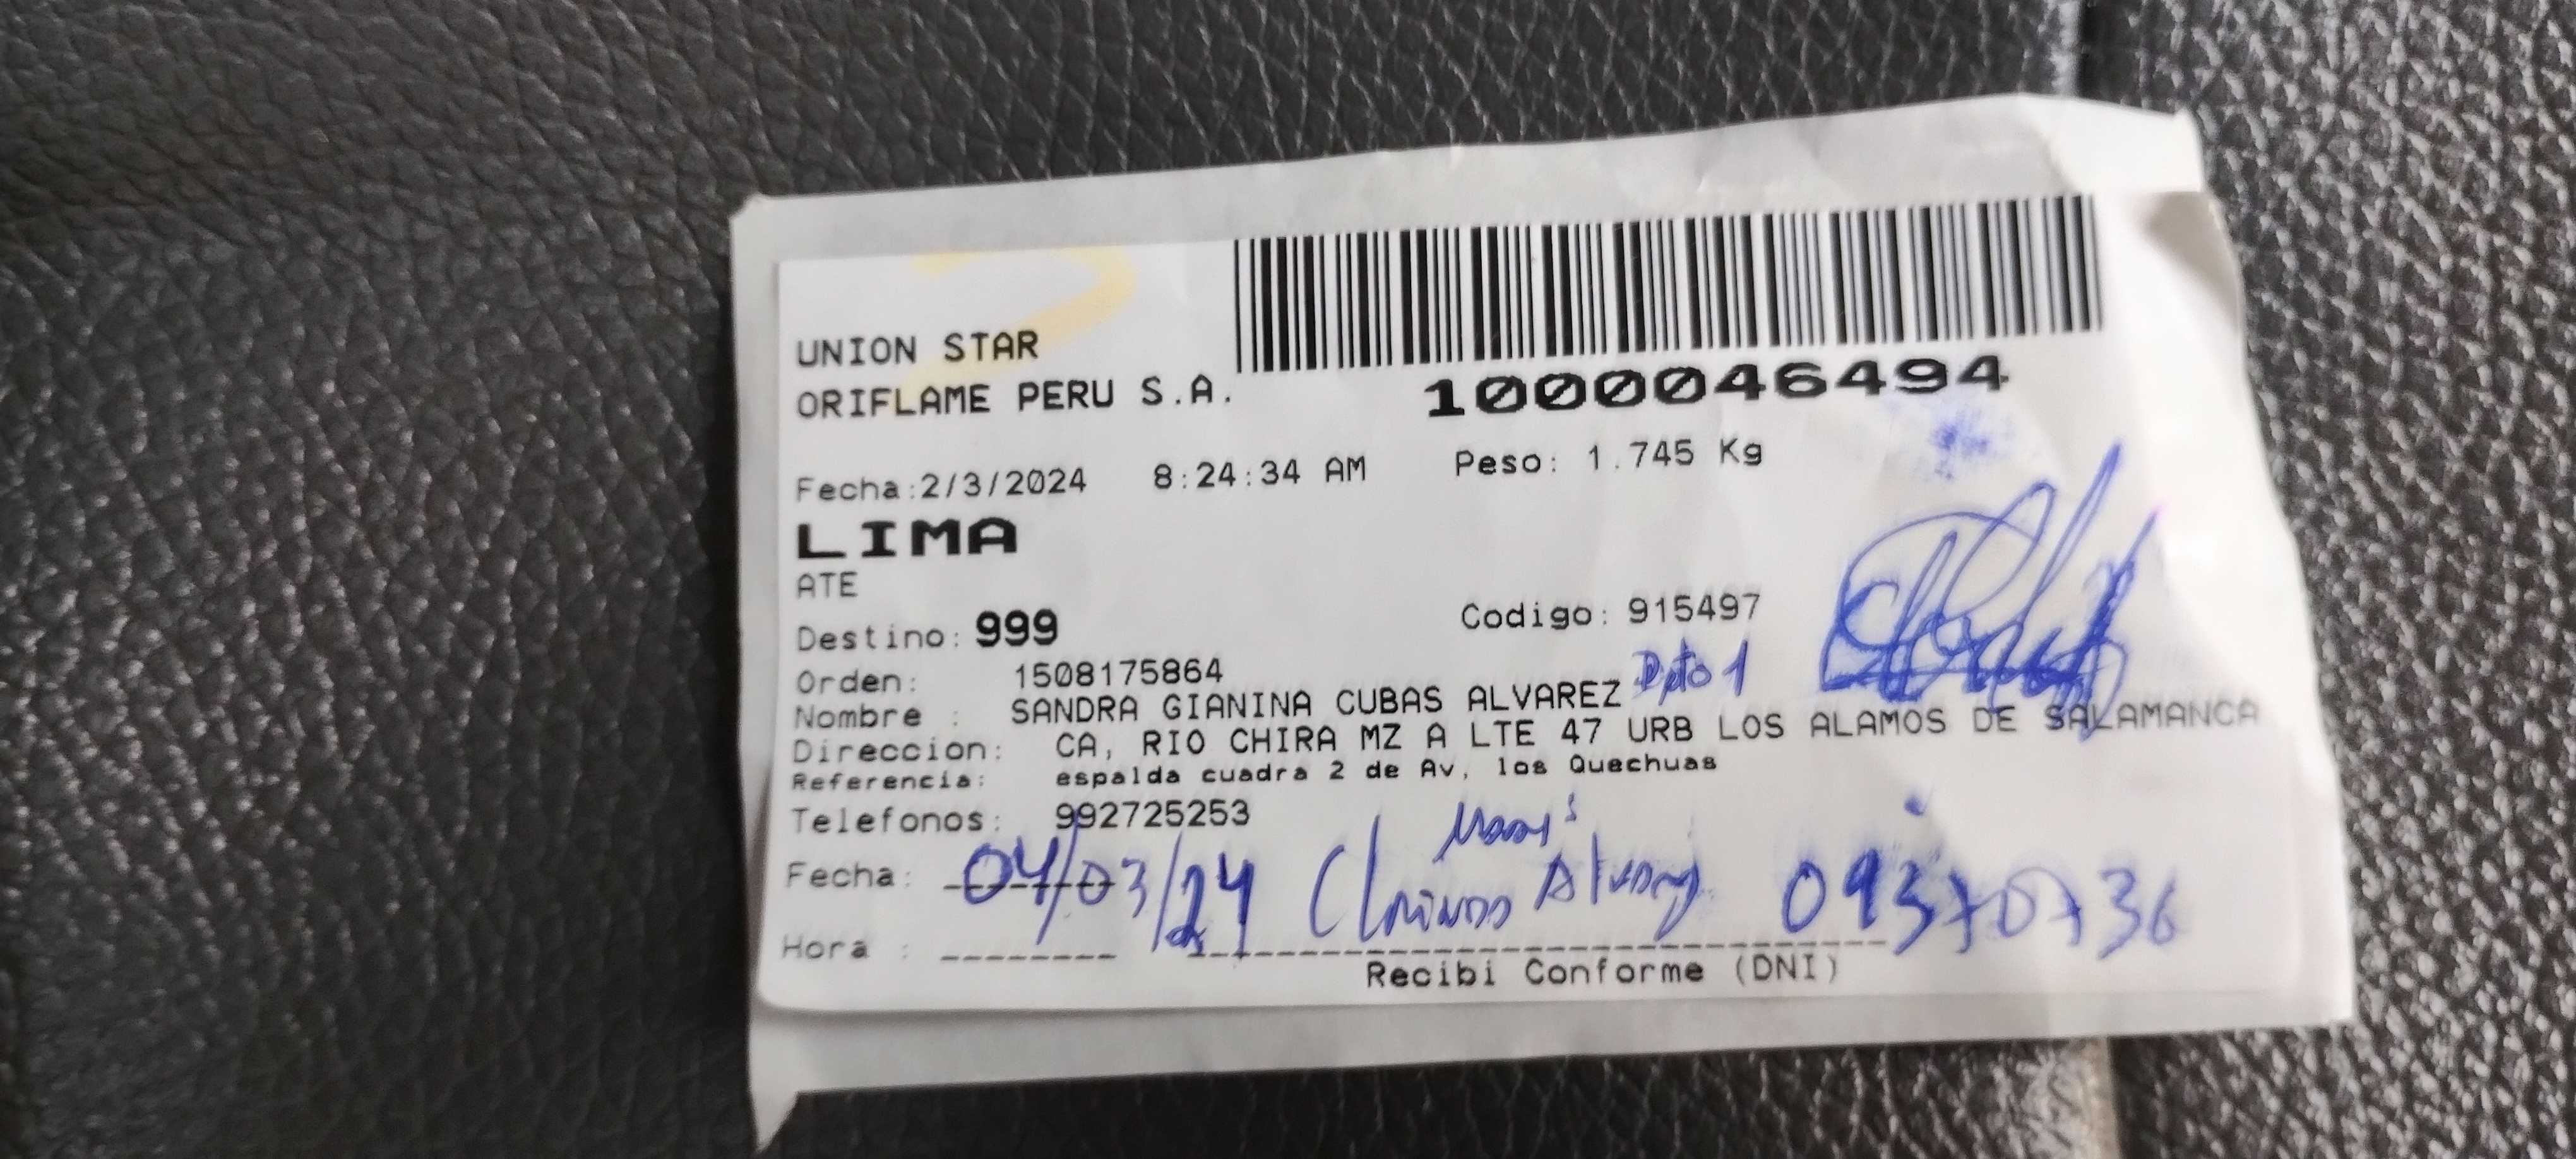 UNION STAR
ORIFLAME PERU S.A.
1000046494
Fecha:2/3/2024 8:24:34 AM Peso: 1.745 Kg
LIMA
ATE
Destino: 999 Codigo: 915497
Orden: 1508175864
Nombre : SANDRA GIANINA CUBAS ALVAREZ Dpto 1
Direccion: CA, RIO CHIRA MZ A LTE 47 URB LOS ALAMOS DE SALAMANCA
Referencia: espalda cuadra 2 de Av, los Quechuas
Telefonos: 992725253
Fecha: 04/03/24 09370736
Hora :
Recibi Conforme (DNI)